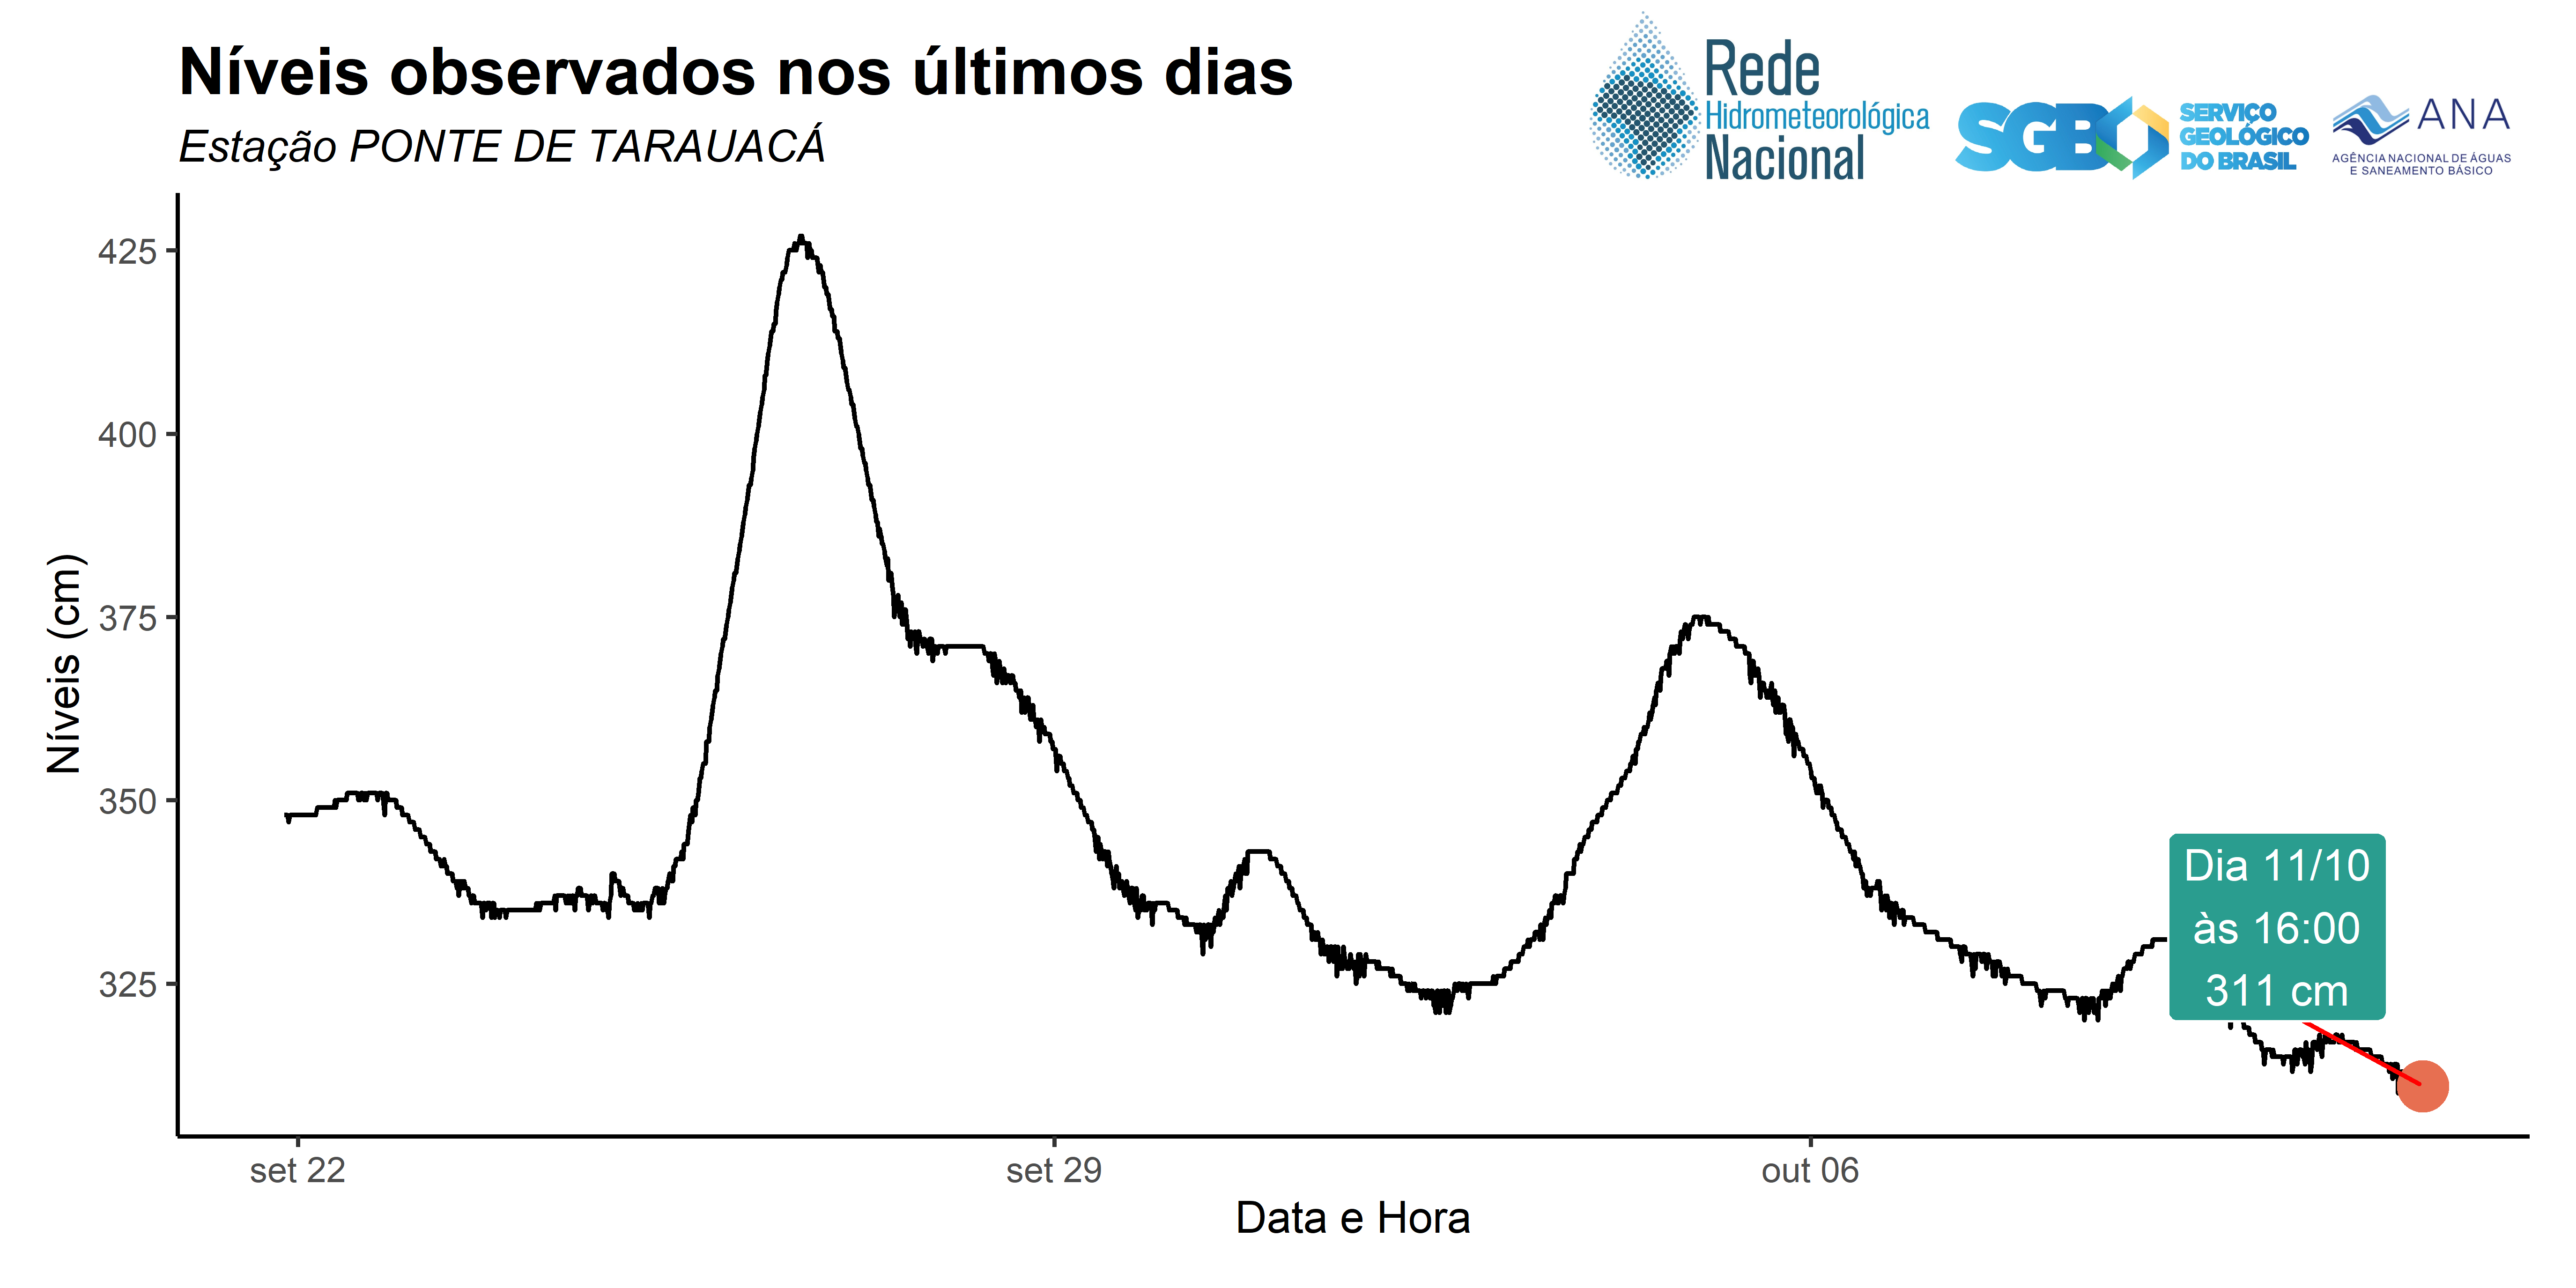 Níveis observados nos últimos dias
Estação PONTE DE TARAUACÁ
Rede
Hidrometeorológica
Nacional
SGB
SERVIÇO
GEOLÓGICO
DO BRASIL
ANA
AGÊNCIA NACIONAL DE ÁGUAS
E SANEAMENTO BÁSICO
Níveis (cm)
425
400
375
350
325
Dia 11/10
às 16:00
311 cm
set 22
set 29
out 06
Data e Hora